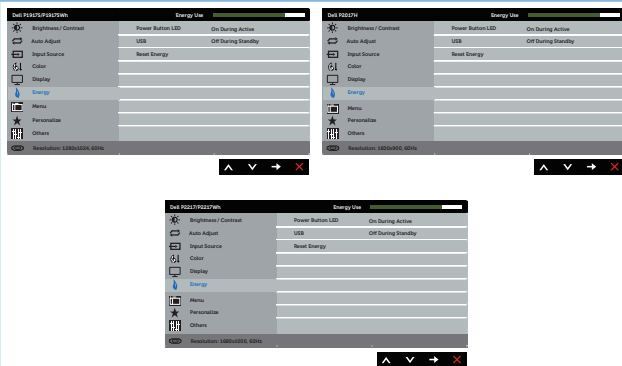 Dell P1917S/P1917SWh Energy Use
Brightness / Contrast Power Button LED On During Active
Auto Adjust USB Off During Standby
Input Source Reset Energy
Color
Display
Energy
Menu
Personalize
Others
Resolution: 1280x1024, 60Hz
Dell P2017H Energy Use
Brightness / Contrast Power Button LED On During Active
Auto Adjust USB Off During Standby
Input Source Reset Energy
Color
Display
Energy
Menu
Personalize
Others
Resolution: 1600x900, 60Hz
Dell P2217/P2217Wh Energy Use
Brightness / Contrast Power Button LED On During Active
Auto Adjust USB Off During Standby
Input Source Reset Energy
Color
Display
Energy
Menu
Personalize
Others
Resolution: 1680x1050, 60Hz